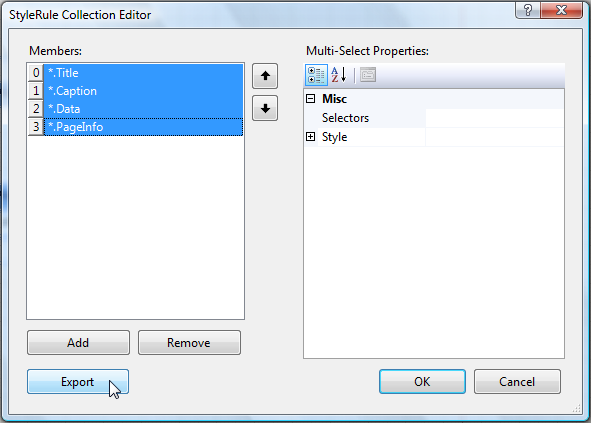 StyleRule Collection Editor
Members:
0 *.Title
1 *.Caption
2 *.Data
3 *.PageInfo
Add
Remove
Export
Multi-Select Properties:
Misc
Selectors
Style
OK
Cancel